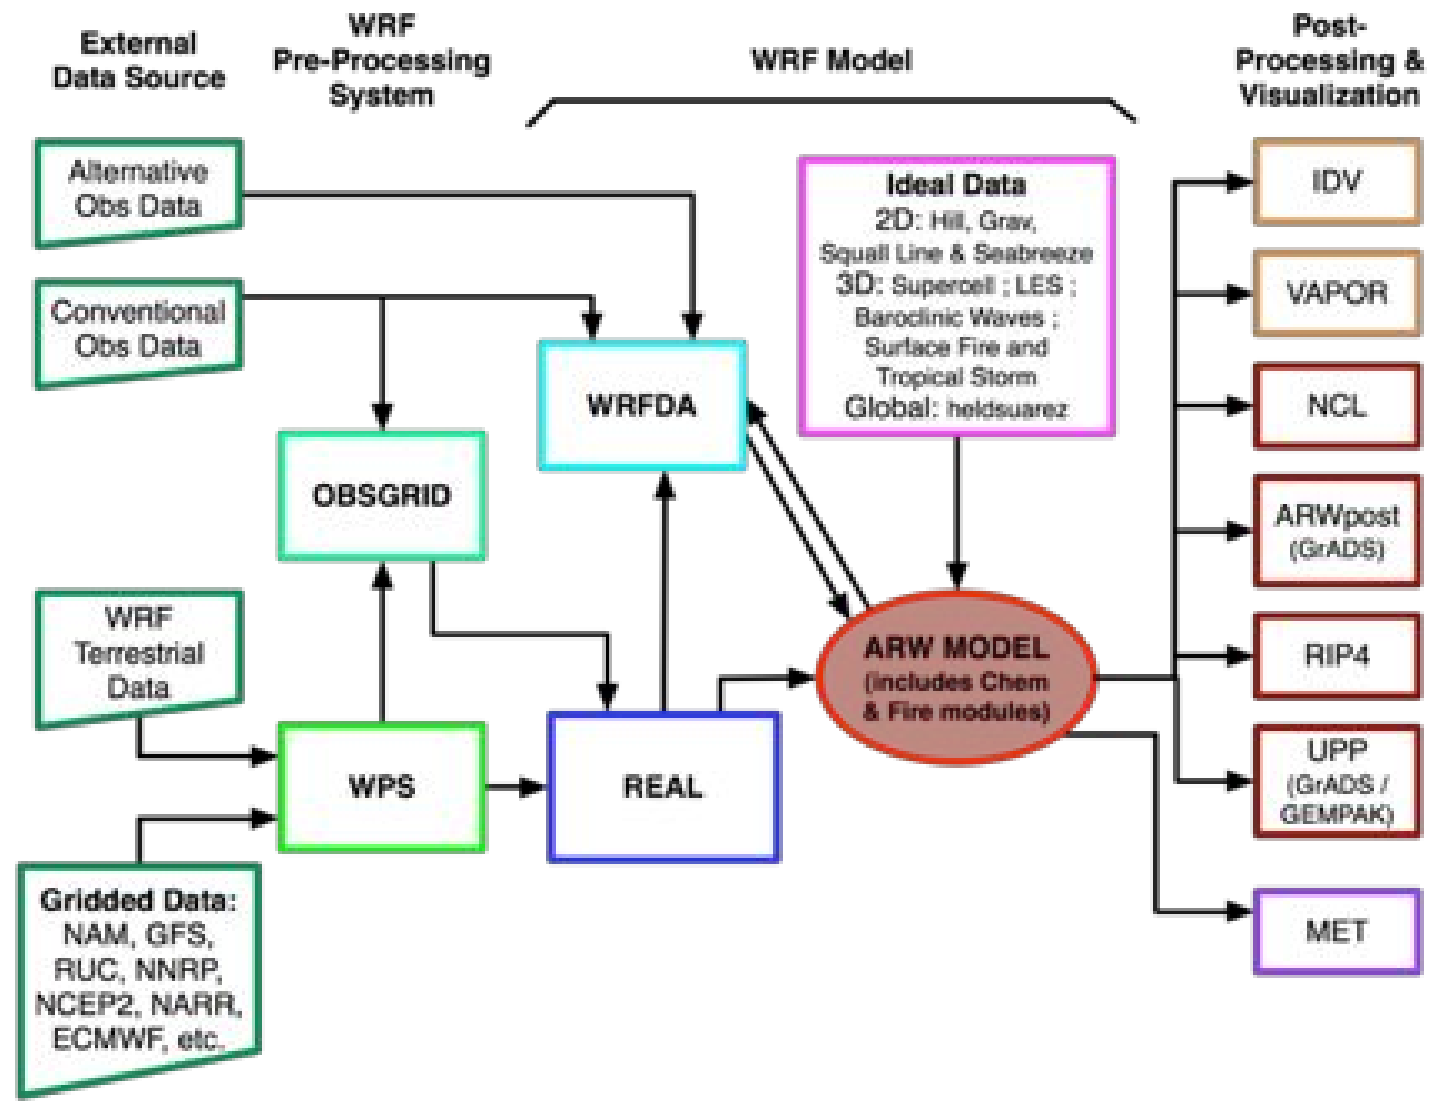 External
Data Source
WRF
Pre-Processing
System
WRF Model
Post-
Processing &
Visualization
Alternative
Obs Data
Conventional
Obs Data
WRF
Terrestrial
Data
Gridded Data:
NAM, GFS,
RUC, NNRP,
NCEP2, NARR,
ECMWF, etc.
OBSGRID
WPS
WRFDA
REAL
Ideal Data
2D: Hill, Grav,
Squall Line & Seabreeze
3D: Supercell ; LES ;
Baroclinic Waves ;
Surface Fire and
Tropical Storm
Global: heldsuarez
ARW MODEL
(includes Chem
& Fire modules)
IDV
VAPOR
NCL
ARWpost
(GrADS)
RIP4
UPP
(GrADS /
GEMPAK)
MET